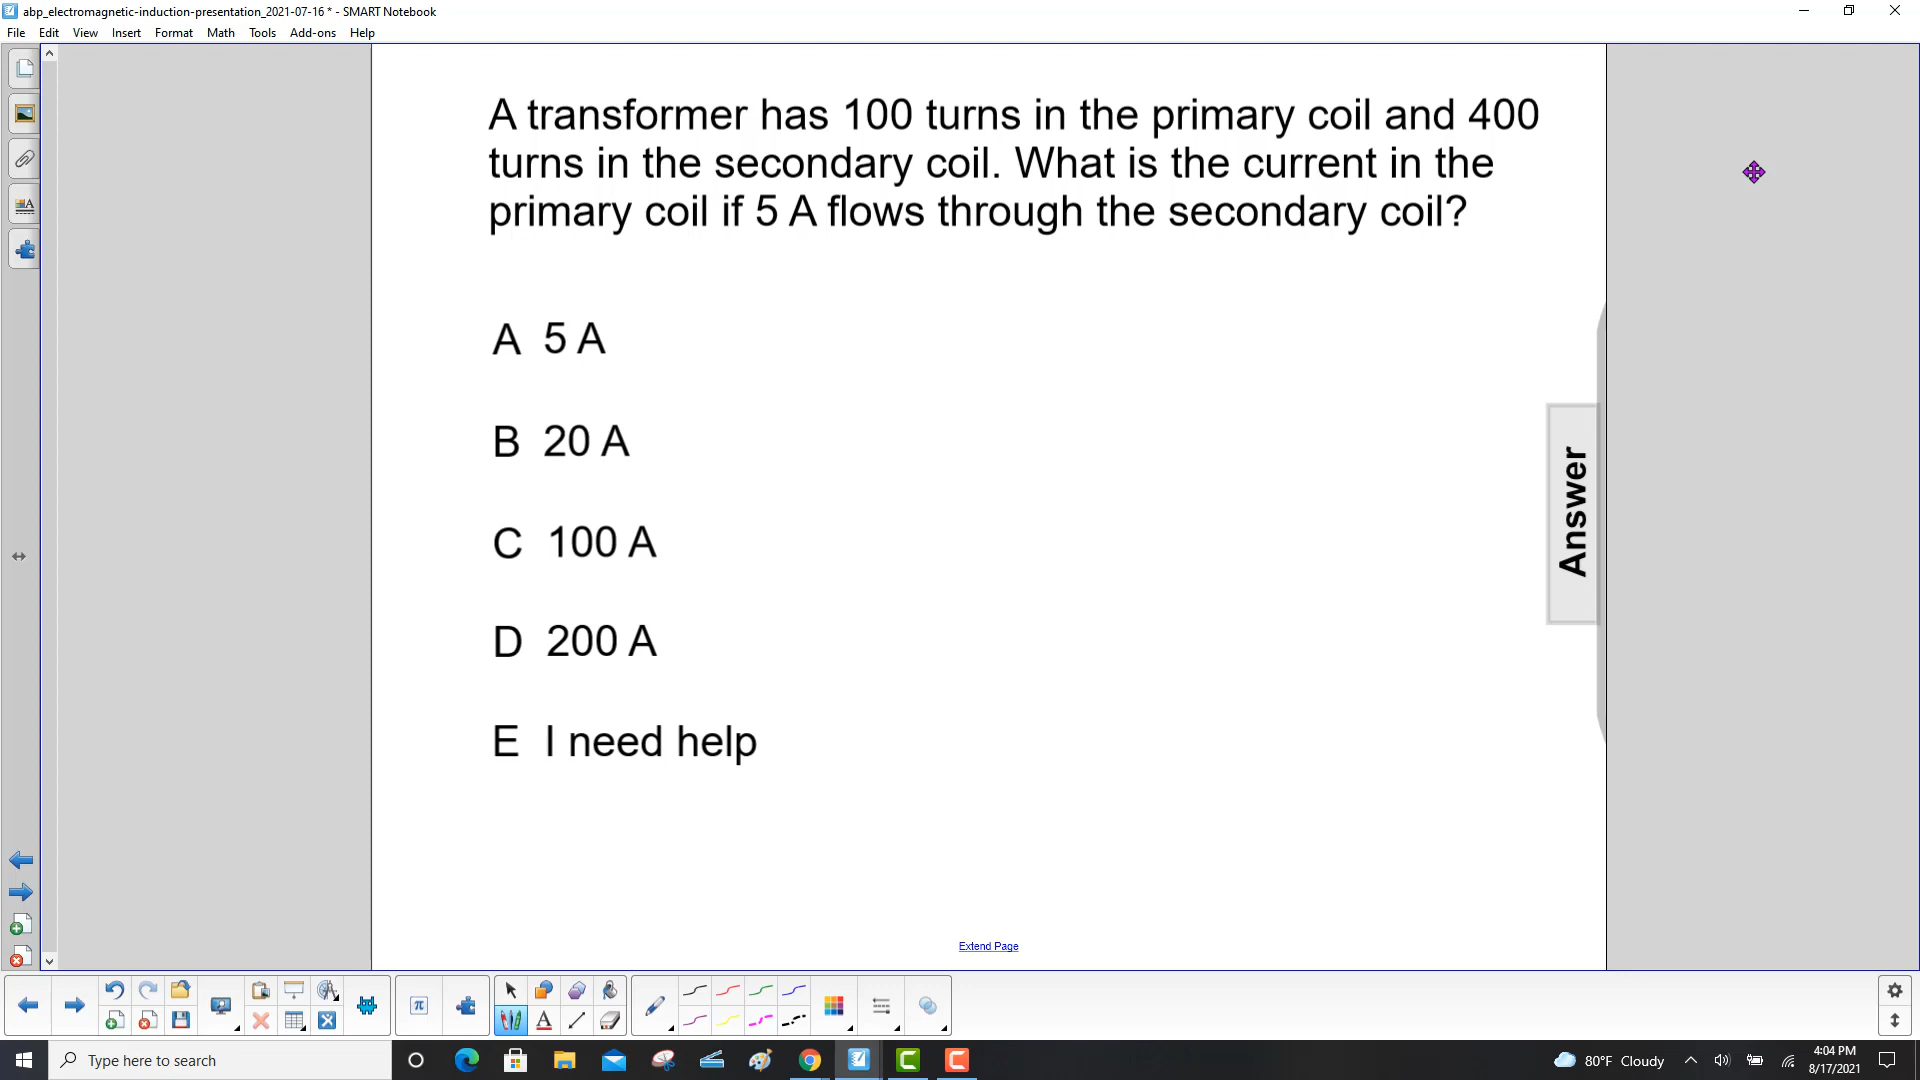 abp_electromagnetic-induction-presentation_2021-07-16 * - SMART Notebook
File Edit View Insert Format Math Tools Add-ons Help
A transformer has 100 turns in the primary coil and 400
turns in the secondary coil. What is the current in the
primary coil if 5 A flows through the secondary coil?
A 5 A
B 20 A
C 100 A
D 200 A
E I need help
Answer
Extend Page
Type here to search
80°F Cloudy
4:04 PM
8/17/2021